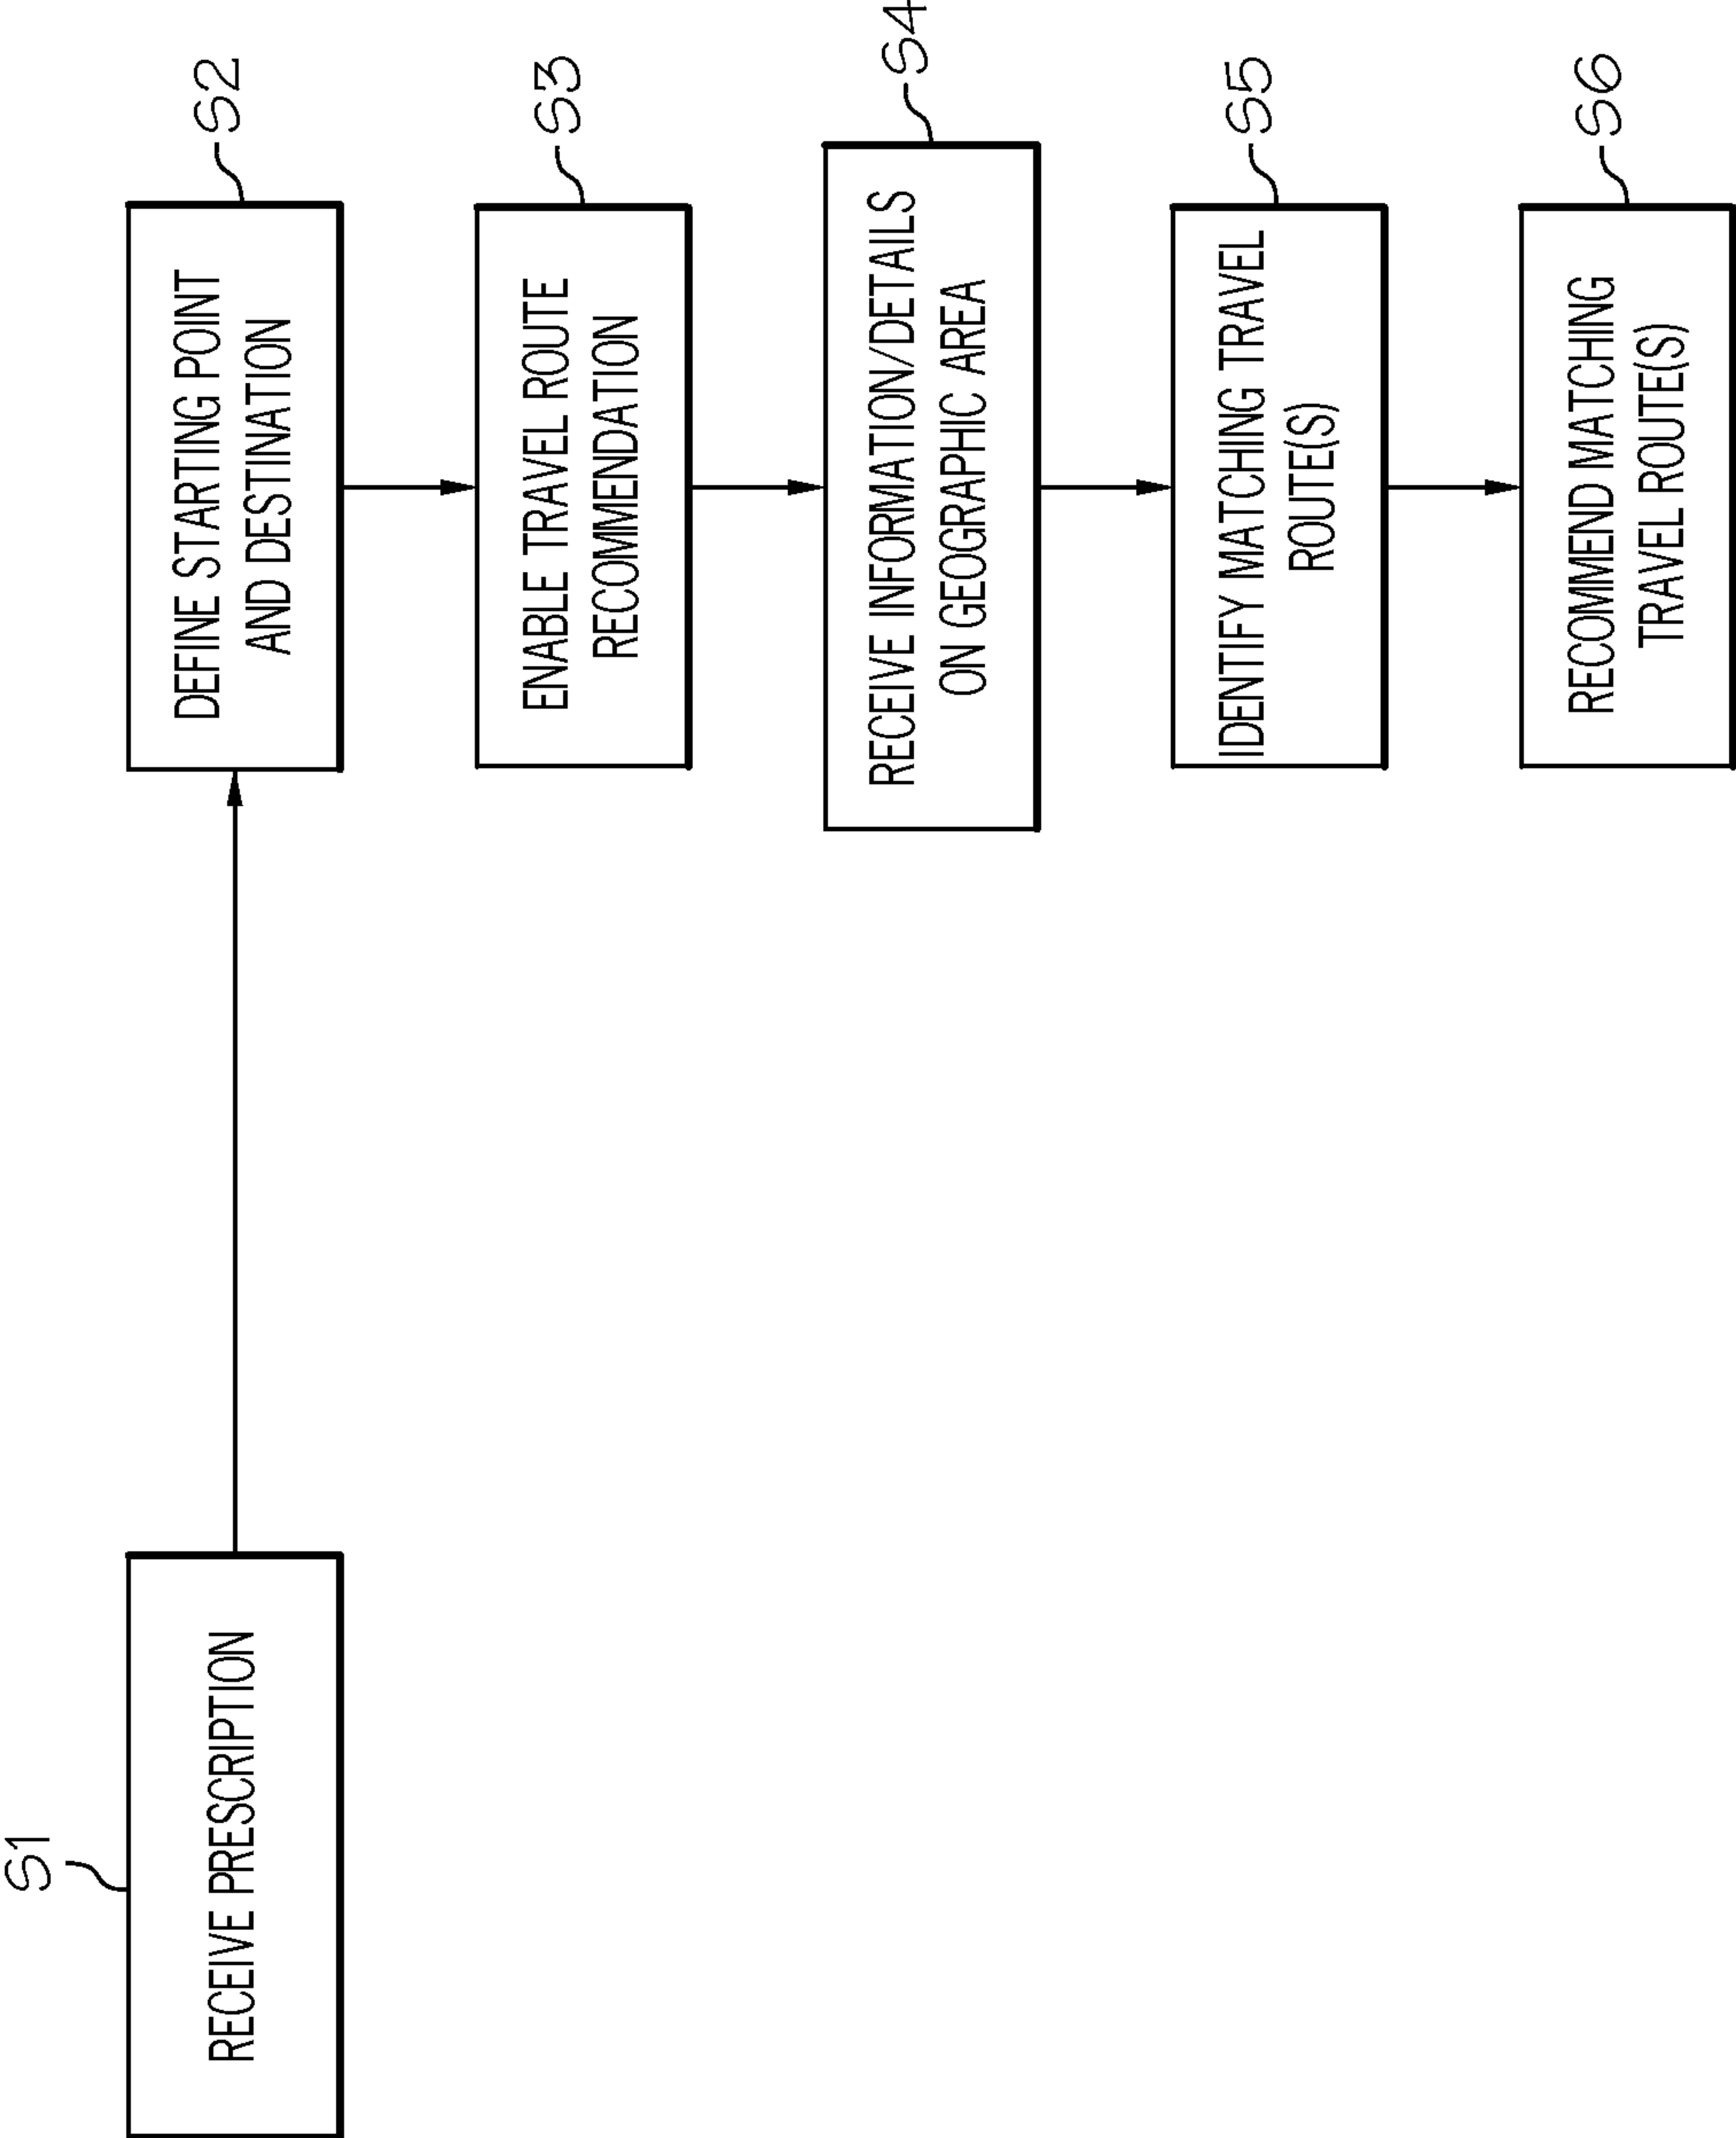 S1
RECEIVE PRESCRIPTION
S2
DEFINE STARTING POINT
AND DESTINATION
S3
ENABLE TRAVEL ROUTE
RECOMMENDATION
S4
RECEIVE INFORMATION/DETAILS
ON GEOGRAPHIC AREA
S5
IDENTIFY MATCHING TRAVEL
ROUTE(S)
S6
RECOMMEND MATCHING
TRAVEL ROUTE(S)